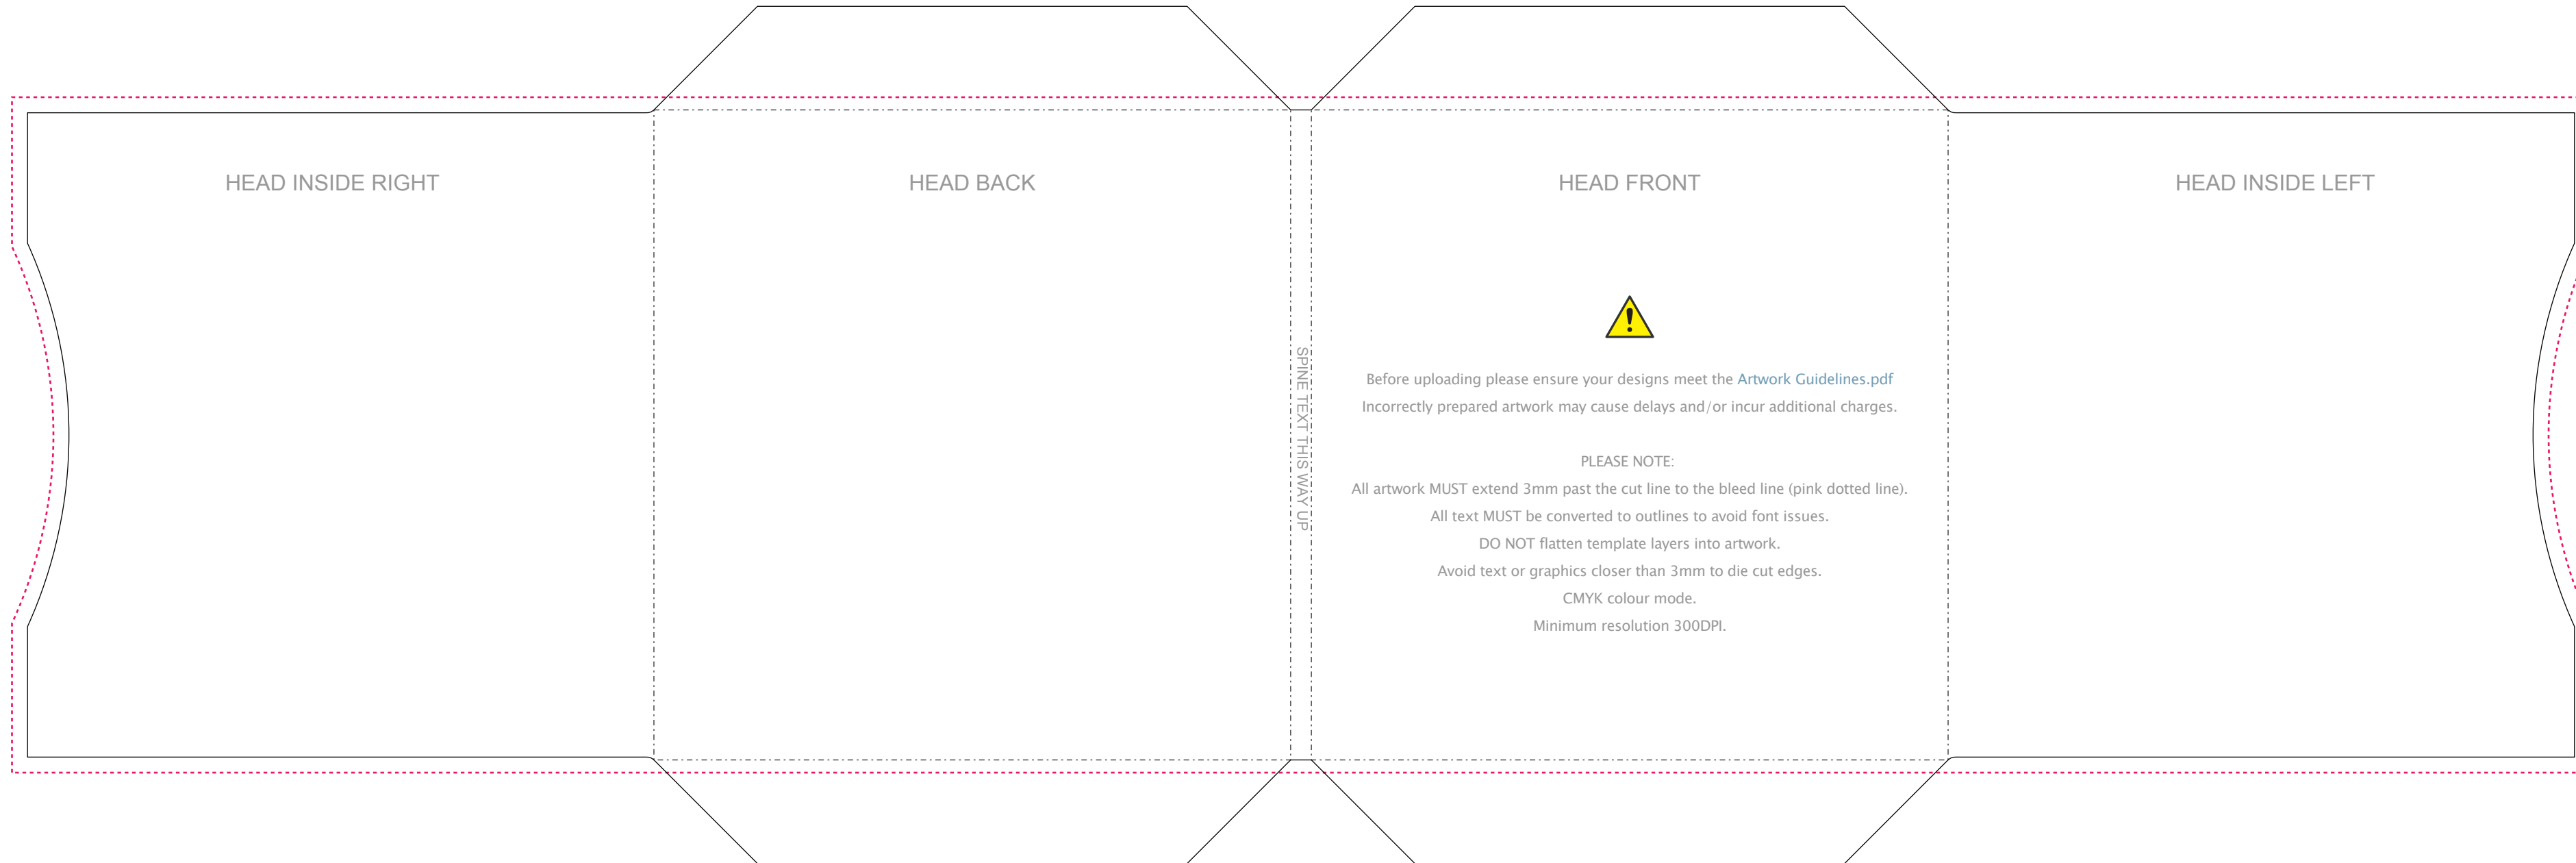 HEAD INSIDE RIGHT
HEAD BACK
HEAD FRONT
HEAD INSIDE LEFT
SPINE TEXT THIS WAY UP
Before uploading please ensure your designs meet the Artwork Guidelines.pdf
Incorrectly prepared artwork may cause delays and/or incur additional charges.
PLEASE NOTE:
All artwork MUST extend 3mm past the cut line to the bleed line (pink dotted line).
All text MUST be converted to outlines to avoid font issues.
DO NOT flatten template layers into artwork.
Avoid text or graphics closer than 3mm to die cut edges.
CMYK colour mode.
Minimum resolution 300DPI.